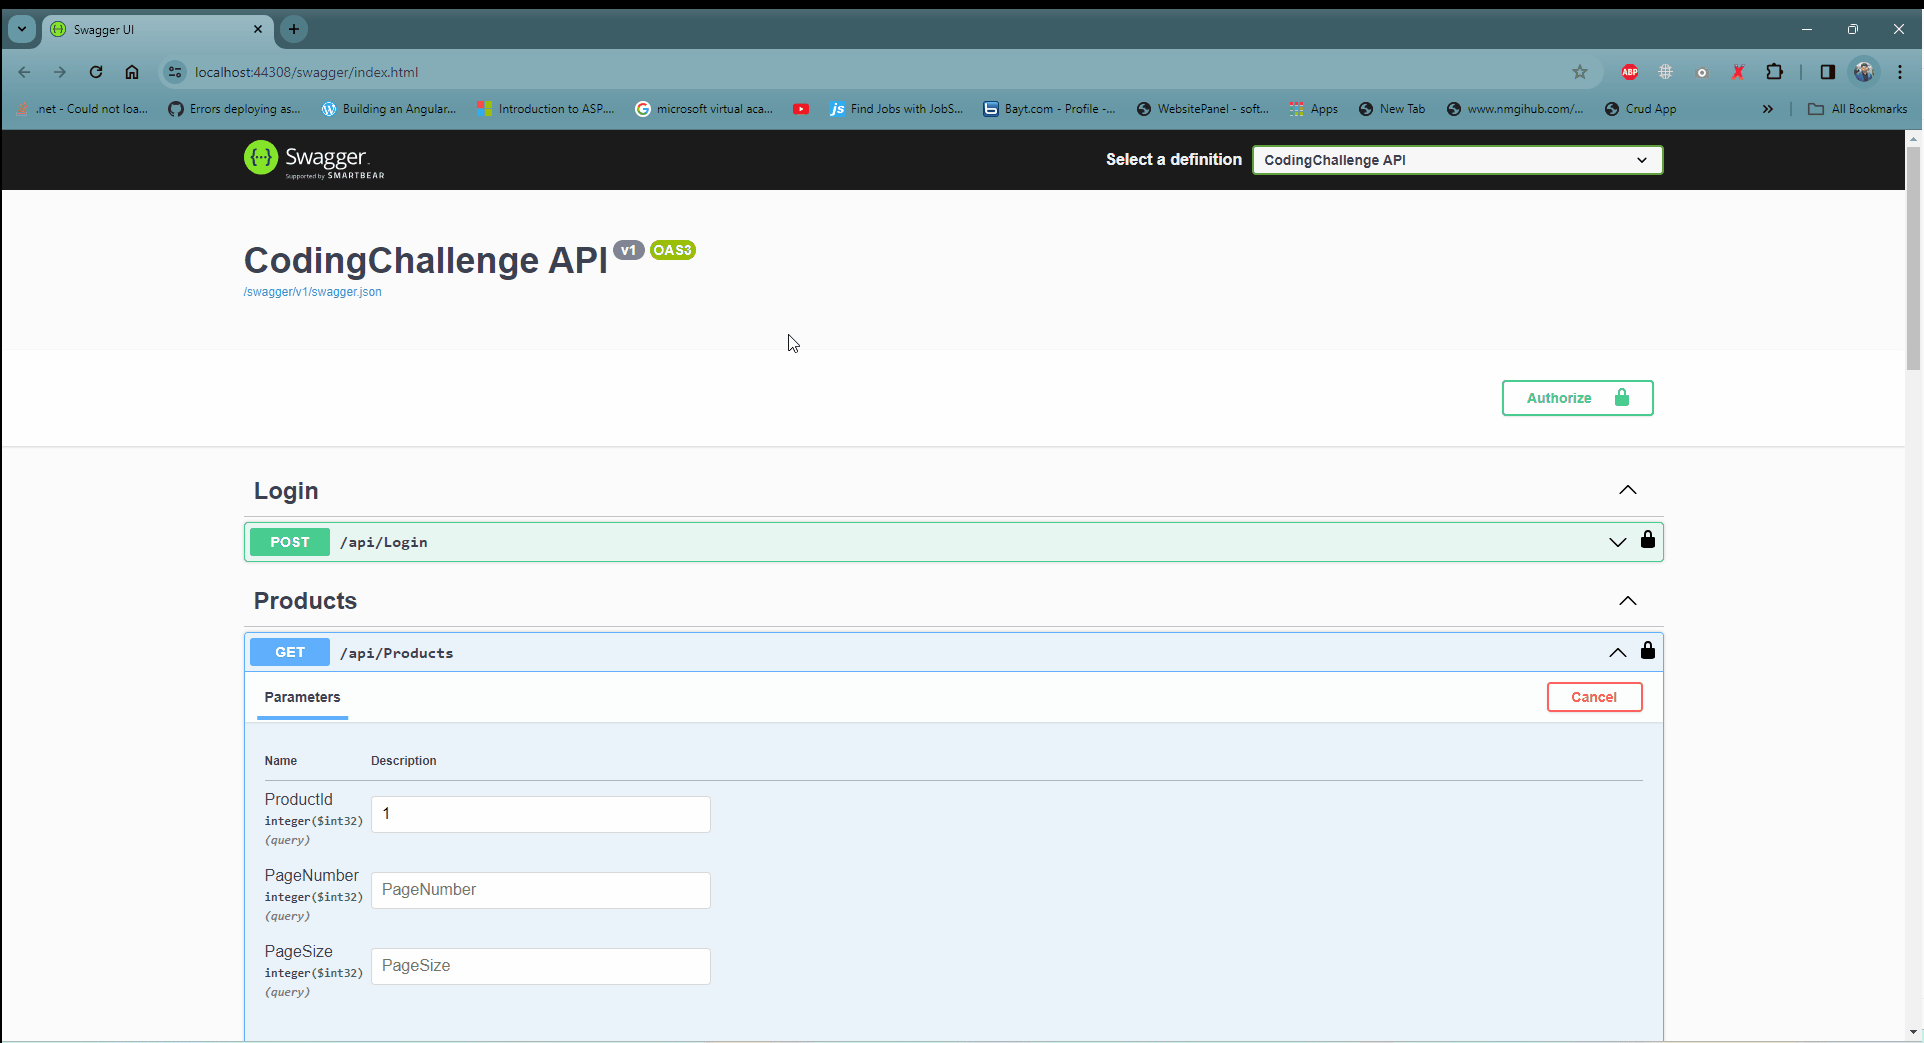 Swagger UI
localhost:44308/swagger/index.html
ABP
.net - Could not loa...
Errors deploying as...
Building an Angular...
Introduction to ASP....
microsoft virtual aca...
js Find Jobs with JobS...
Bayt.com - Profile -...
WebsitePanel - soft...
Apps
New Tab
www.nmgihub.com/...
Crud App
All Bookmarks
{···} Swagger.
Supported by SMARTBEAR
Select a definition
CodingChallenge API
CodingChallenge API v1 OAS3
/swagger/v1/swagger.json
Authorize
Login
POST /api/Login
Products
GET /api/Products
Parameters
Cancel
Name Description
ProductId
integer($int32)
(query)
1
PageNumber
integer($int32)
(query)
PageNumber
PageSize
integer($int32)
(query)
PageSize